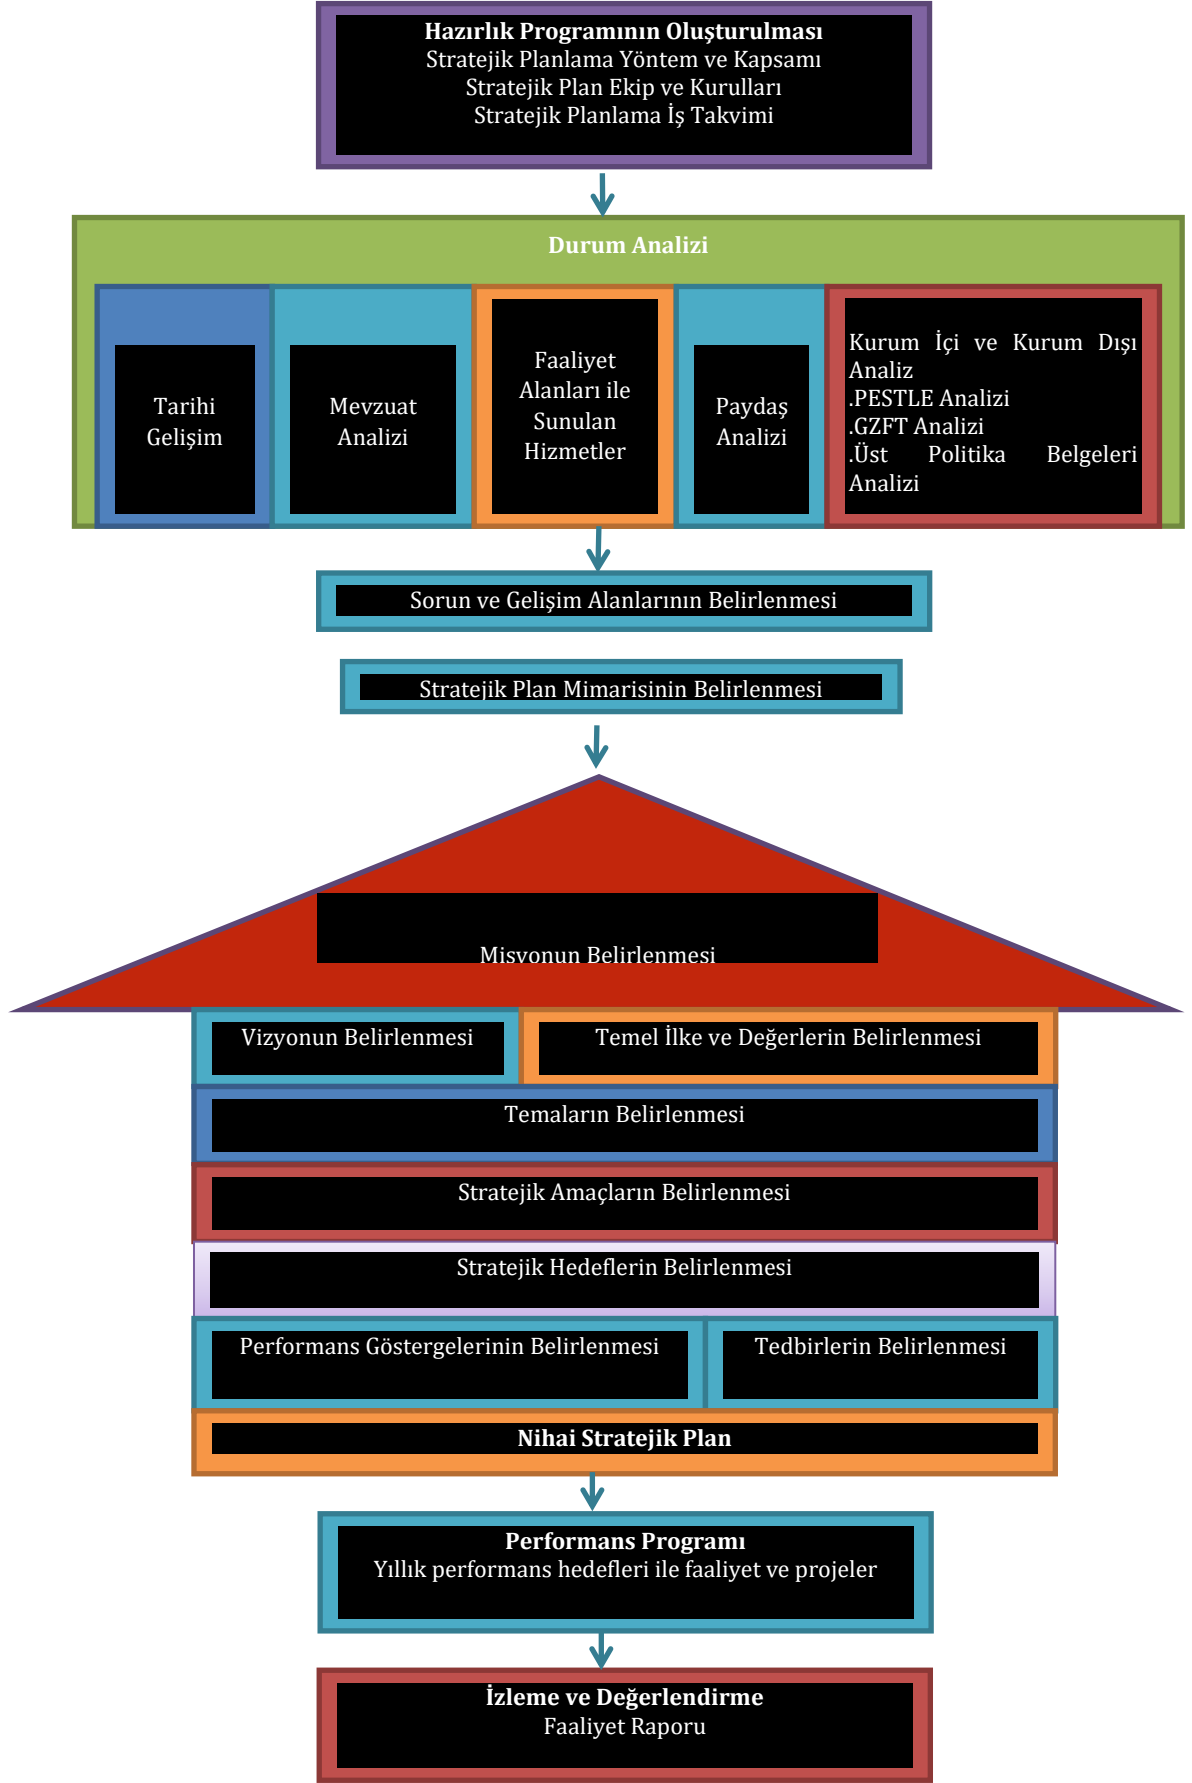 Hazırlık Programının Oluşturulması
Stratejik Planlama Yöntem ve Kapsamı
Stratejik Plan Ekip ve Kurulları
Stratejik Planlama İş Takvimi
Durum Analizi
Tarihi
Gelişim
Mevzuat
Analizi
Faaliyet
Alanları ile
Sunulan
Hizmetler
Paydaş
Analizi
Kurum İçi ve Kurum Dışı
Analiz
.PESTLE Analizi
.GZFT Analizi
.Üst Politika Belgeleri
Analizi
Sorun ve Gelişim Alanlarının Belirlenmesi
Stratejik Plan Mimarisinin Belirlenmesi
Misyonun Belirlenmesi
Vizyonun Belirlenmesi
Temel İlke ve Değerlerin Belirlenmesi
Temaların Belirlenmesi
Stratejik Amaçların Belirlenmesi
Stratejik Hedeflerin Belirlenmesi
Performans Göstergelerinin Belirlenmesi
Tedbirlerin Belirlenmesi
Nihai Stratejik Plan
Performans Programı
Yıllık performans hedefleri ile faaliyet ve projeler
İzleme ve Değerlendirme
Faaliyet Raporu